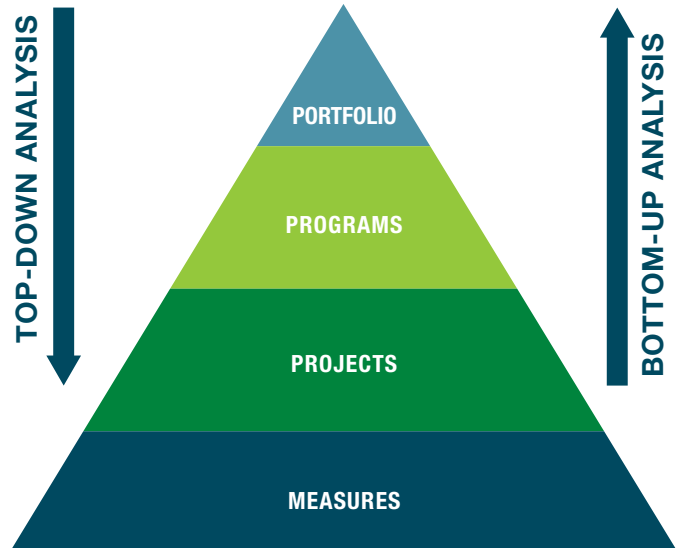 TOP-DOWN ANALYSIS
PORTFOLIO
PROGRAMS
PROJECTS
MEASURES
BOTTOM-UP ANALYSIS